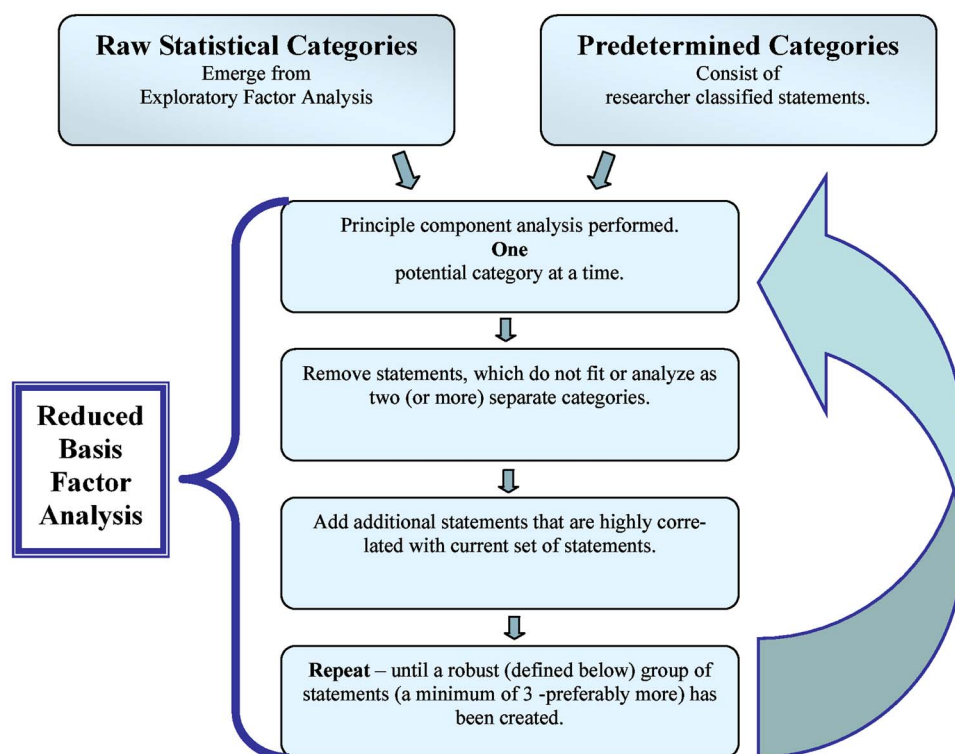 Raw Statistical Categories
Emerge from
Exploratory Factor Analysis
Predetermined Categories
Consist of
researcher classified statements.
Principle component analysis performed.
One
potential category at a time.
Remove statements, which do not fit or analyze as
two (or more) separate categories.
Reduced
Basis
Factor
Analysis
Add additional statements that are highly corre-
lated with current set of statements.
Repeat – until a robust (defined below) group of
statements (a minimum of 3 -preferably more) has
been created.